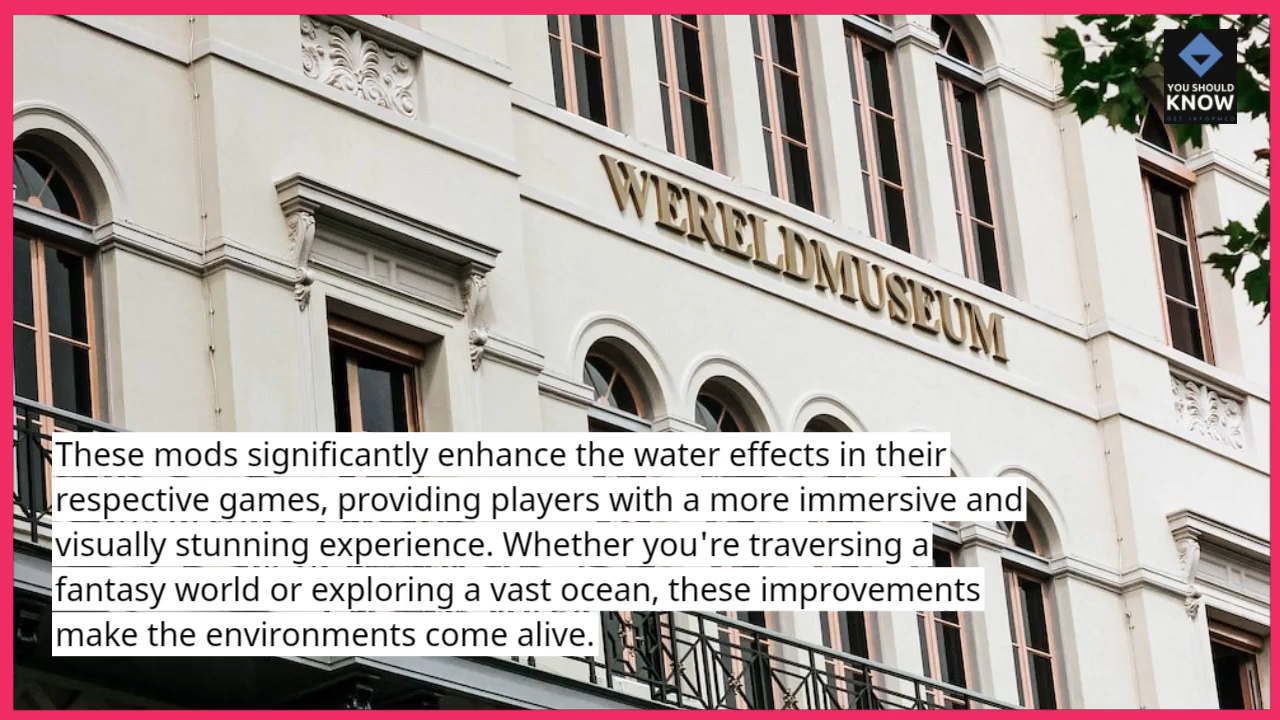 YOU SHOULD
KNOW
GET INFORMED
WERELDMUSEUM
These mods significantly enhance the water effects in their
respective games, providing players with a more immersive and
visually stunning experience. Whether you're traversing a
fantasy world or exploring a vast ocean, these improvements
make the environments come alive.